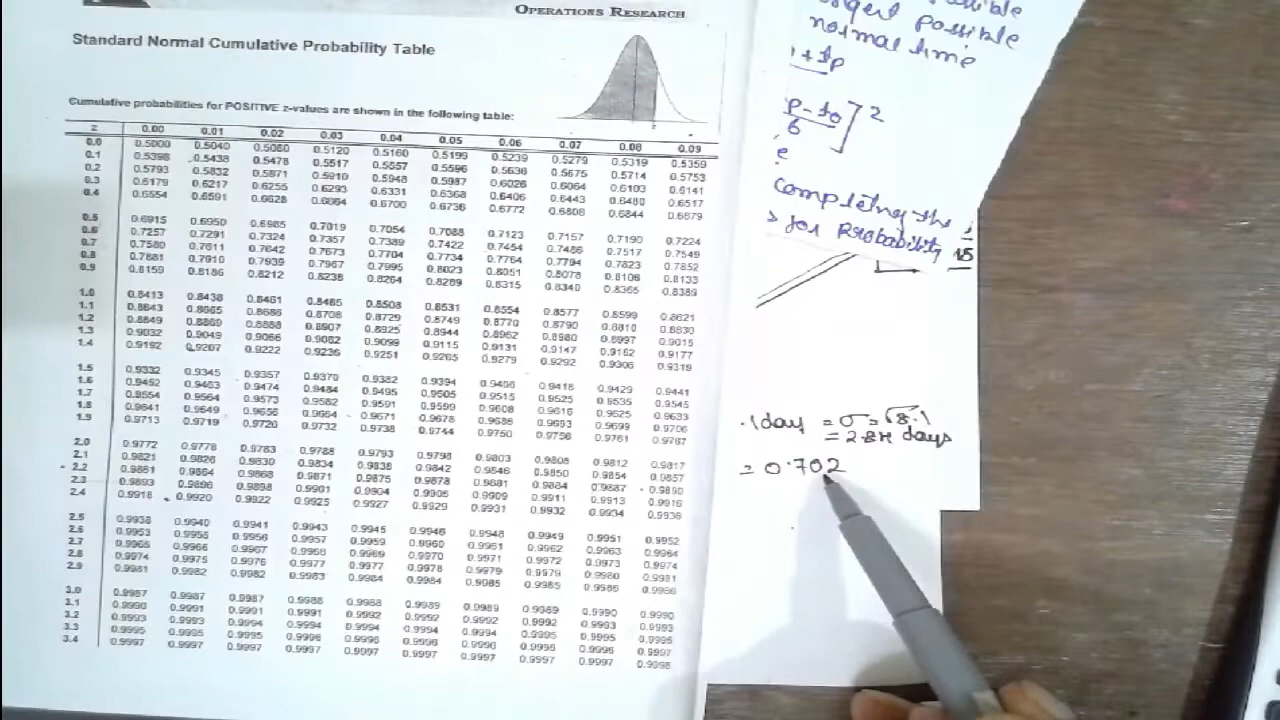 OPERATIONS RESEARCH
Standard Normal Cumulative Probability Table
Cumulative probabilities for POSITIVE z-values are shown in the following table:
z 0.00 0.01 0.02 0.03 0.04 0.05 0.06 0.07 0.08 0.09
0.0 0.5000 0.5040 0.5080 0.5120 0.5160 0.5199 0.5239 0.5279 0.5319 0.5359
0.1 0.5398 0.5438 0.5478 0.5517 0.5557 0.5596 0.5636 0.5675 0.5714 0.5753
0.2 0.5793 0.5832 0.5871 0.5910 0.5948 0.5987 0.6026 0.6064 0.6103 0.6141
0.3 0.6179 0.6217 0.6255 0.6293 0.6331 0.6368 0.6406 0.6443 0.6480 0.6517
0.4 0.6554 0.6591 0.6628 0.6664 0.6700 0.6736 0.6772 0.6808 0.6844 0.6879
0.5 0.6915 0.6950 0.6985 0.7019 0.7054 0.7088 0.7123 0.7157 0.7190 0.7224
0.6 0.7257 0.7291 0.7324 0.7357 0.7389 0.7422 0.7454 0.7486 0.7517 0.7549
0.7 0.7580 0.7611 0.7642 0.7673 0.7704 0.7734 0.7764 0.7794 0.7823 0.7852
0.8 0.7881 0.7910 0.7939 0.7967 0.7995 0.8023 0.8051 0.8078 0.8106 0.8133
0.9 0.8159 0.8186 0.8212 0.8238 0.8264 0.8289 0.8315 0.8340 0.8365 0.8389
1.0 0.8413 0.8438 0.8461 0.8485 0.8508 0.8531 0.8554 0.8577 0.8599 0.8621
1.1 0.8643 0.8665 0.8686 0.8708 0.8729 0.8749 0.8770 0.8790 0.8810 0.8830
1.2 0.8849 0.8869 0.8888 0.8907 0.8925 0.8944 0.8962 0.8980 0.8997 0.9015
1.3 0.9032 0.9049 0.9066 0.9082 0.9099 0.9115 0.9131 0.9147 0.9162 0.9177
1.4 0.9192 0.9207 0.9222 0.9236 0.9251 0.9265 0.9279 0.9292 0.9306 0.9319
1.5 0.9332 0.9345 0.9357 0.9370 0.9382 0.9394 0.9406 0.9418 0.9429 0.9441
1.6 0.9452 0.9463 0.9474 0.9484 0.9495 0.9505 0.9515 0.9525 0.9535 0.9545
1.7 0.9554 0.9564 0.9573 0.9582 0.9591 0.9599 0.9608 0.9616 0.9625 0.9633
1.8 0.9641 0.9649 0.9656 0.9664 0.9671 0.9678 0.9686 0.9693 0.9699 0.9706
1.9 0.9713 0.9719 0.9726 0.9732 0.9738 0.9744 0.9750 0.9756 0.9761 0.9767
2.0 0.9772 0.9778 0.9783 0.9788 0.9793 0.9798 0.9803 0.9808 0.9812 0.9817
2.1 0.9821 0.9826 0.9830 0.9834 0.9838 0.9842 0.9846 0.9850 0.9854 0.9857
2.2 0.9861 0.9864 0.9868 0.9871 0.9875 0.9878 0.9881 0.9884 0.9887 0.9890
2.3 0.9893 0.9896 0.9898 0.9901 0.9904 0.9906 0.9909 0.9911 0.9913 0.9916
2.4 0.9918 0.9920 0.9922 0.9925 0.9927 0.9929 0.9931 0.9932 0.9934 0.9936
2.5 0.9938 0.9940 0.9941 0.9943 0.9945 0.9946 0.9948 0.9949 0.9951 0.9952
2.6 0.9953 0.9955 0.9956 0.9957 0.9959 0.9960 0.9961 0.9962 0.9963 0.9964
2.7 0.9965 0.9966 0.9967 0.9968 0.9969 0.9970 0.9971 0.9972 0.9973 0.9974
2.8 0.9974 0.9975 0.9976 0.9977 0.9977 0.9978 0.9979 0.9979 0.9980 0.9981
2.9 0.9981 0.9982 0.9982 0.9983 0.9984 0.9984 0.9985 0.9985 0.9986 0.9986
3.0 0.9987 0.9987 0.9987 0.9988 0.9988 0.9989 0.9989 0.9989 0.9990 0.9990
3.1 0.9990 0.9991 0.9991 0.9991 0.9992 0.9992 0.9992 0.9992 0.9993 0.9993
3.2 0.9993 0.9993 0.9994 0.9994 0.9994 0.9994 0.9994 0.9995 0.9995 0.9995
3.3 0.9995 0.9995 0.9995 0.9996 0.9996 0.9996 0.9996 0.9996 0.9996 0.9997
3.4 0.9997 0.9997 0.9997 0.9997 0.9997 0.9997 0.9997 0.9997 0.9997 0.9998
possible
normal time
+ tp
p - to ] 2
6
completing the
for Probability 15
1day = σ = √8.1
= 2.84 days
= 0.702